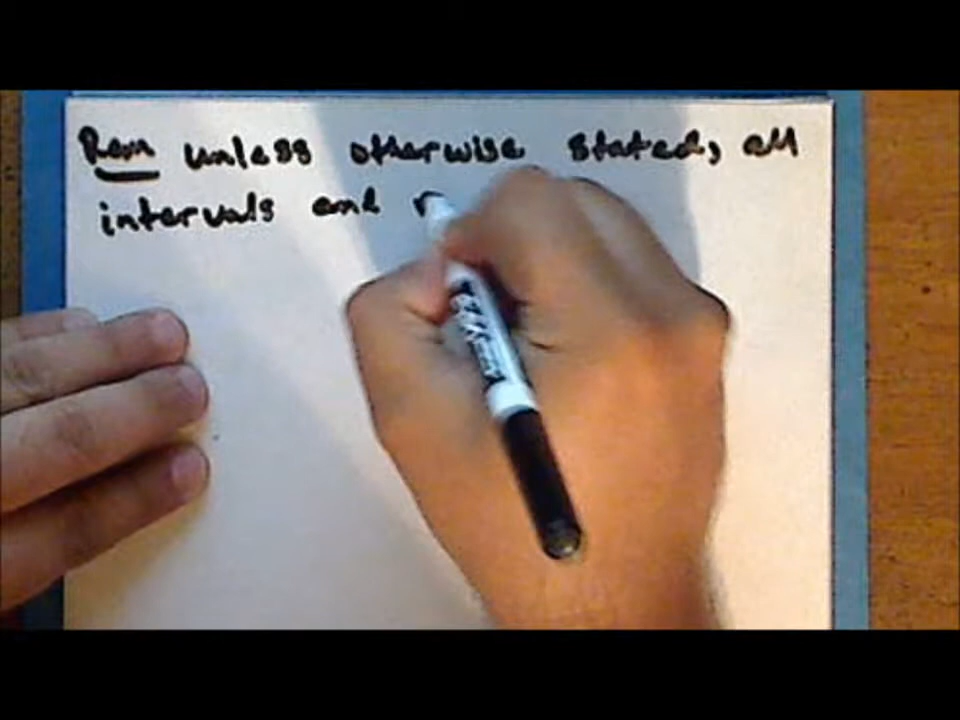 Rem unless otherwise stated, all
intervals and r